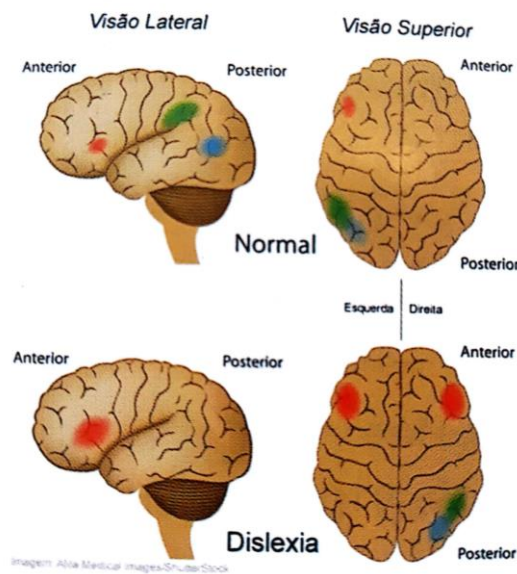 Visão Lateral
Visão Superior
Anterior
Posterior
Anterior
Normal
Posterior
Esquerda
Direita
Anterior
Posterior
Anterior
Dislexia
Posterior
Imagem: Alila Medical Images/ShutterStock